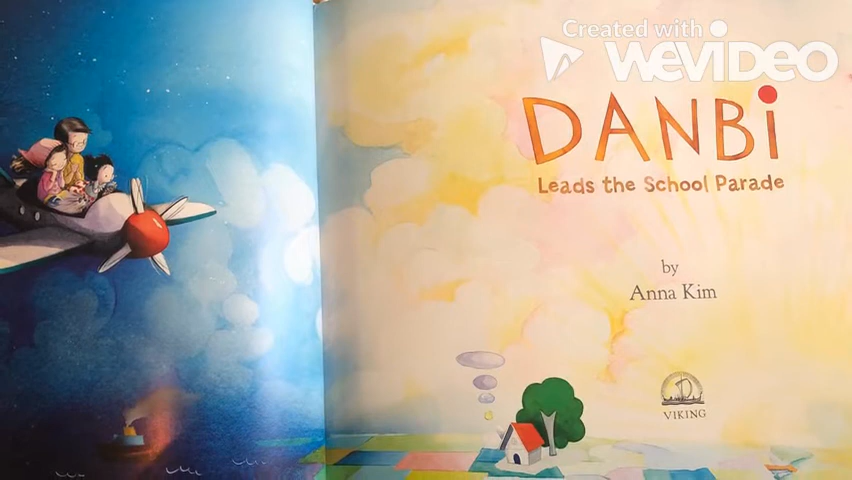 Created with
WEVIDEO
DANBi
Leads the School Parade
by
Anna Kim
VIKING